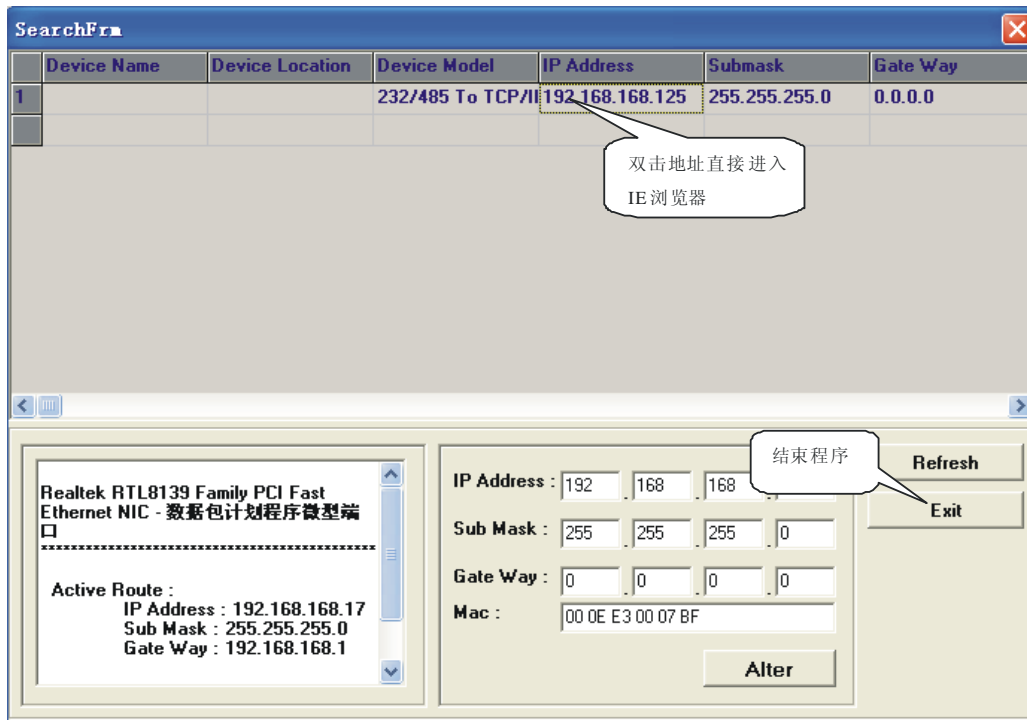 SearchFrm
Device Name Device Location Device Model IP Address Submask Gate Way
1 232/485 To TCP/II 192.168.168.125 255.255.255.0 0.0.0.0
双击地址直接进入
IE浏览器
Realtek RTL8139 Family PCI Fast
Ethernet NIC - 数据包计划程序微型端
口
**********************************************
Active Route :
IP Address : 192.168.168.17
Sub Mask : 255.255.255.0
Gate Way : 192.168.168.1
IP Address : 192 . 168 . 168 .
Sub Mask : 255 . 255 . 255 . 0
Gate Way : 0 . 0 . 0 . 0
Mac : 00 0E E3 00 07 BF
Alter
结束程序
Refresh
Exit